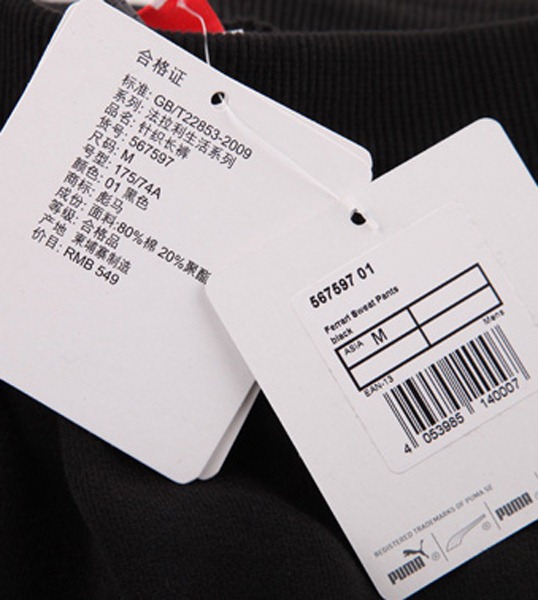 合格证
标准: GB/T22853-2009
系列: 法拉利生活系列
品名: 针织长裤
货号: 567597
尺码: M
号型: 175/74A
颜色: 01 黑色
商标: 彪马
成份: 面料:80%棉 20%聚酯
等级: 合格品
产地 柬埔寨制造
价目: RMB 549
567597 01
Ferrari Sweat Pants
black
ASIA M
Mens
EAN-13
4 053985 140007
REGISTERED TRADEMARKS OF PUMA SE
PUMA ® ® PUMA